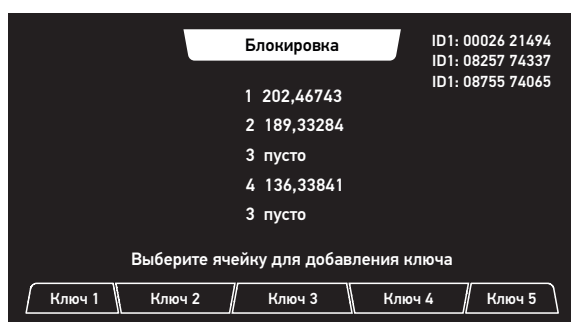 Блокировка
ID1: 00026 21494
ID1: 08257 74337
ID1: 08755 74065
1 202,46743
2 189,33284
3 пусто
4 136,33841
3 пусто
Выберите ячейку для добавления ключа
Ключ 1 Ключ 2 Ключ 3 Ключ 4 Ключ 5